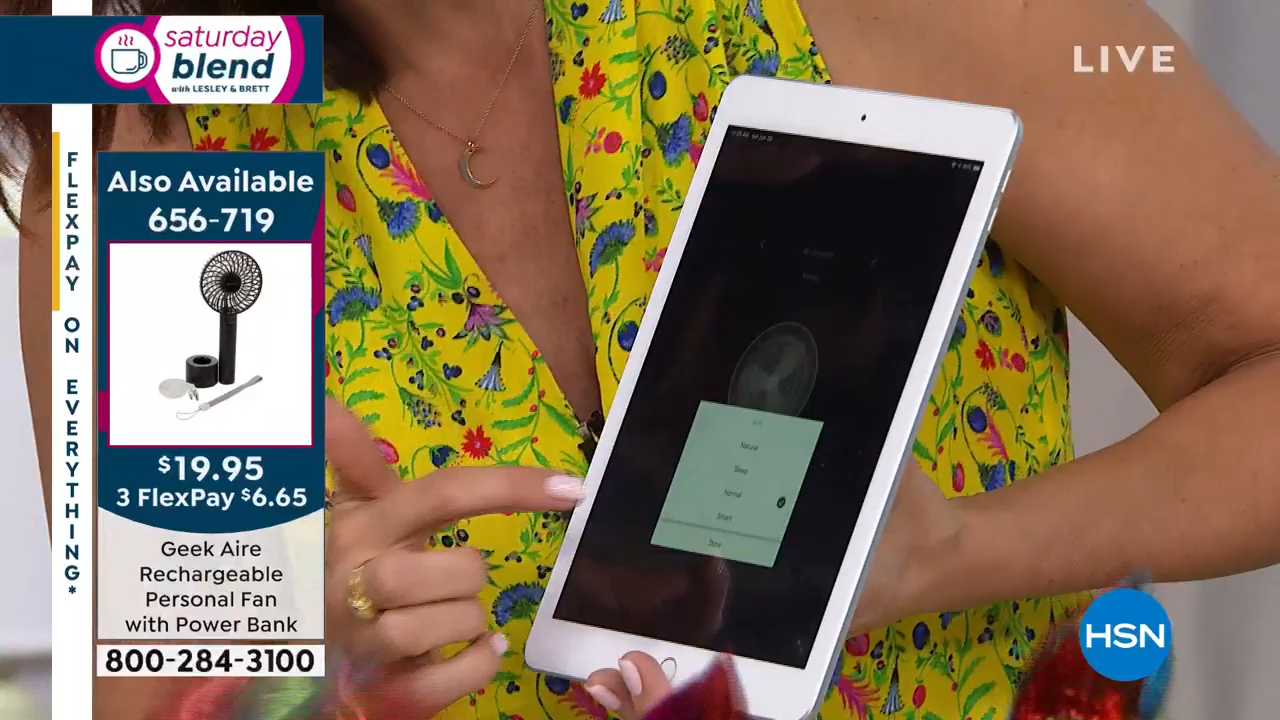 saturday
blend
with LESLEY & BRETT
LIVE
FLEXPAY ON EVERYTHING*
Also Available
656-719
$19.95
3 FlexPay $6.65
Geek Aire
Rechargeable
Personal Fan
with Power Bank
800-284-3100
Natural
Sleep
Normal
Smart
Done
HSN